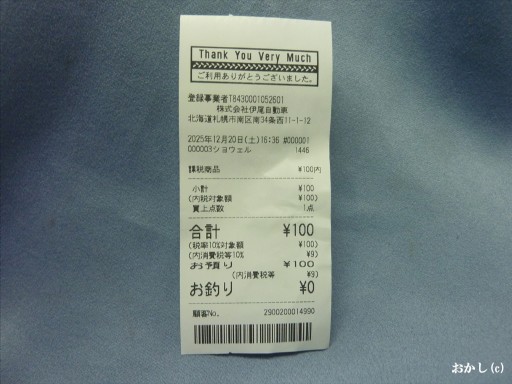 Thank You Very Much
ご利用ありがとうございました。
登録事業者T8430001052601
株式会社伊尾自動車
北海道札幌市南区南34条西11-1-12
2025年12月20日(土)16:36 #000001
000003ショウェル 1446
課税商品 ¥100内
小計 ¥100
(内税対象額 ¥100)
買上点数 1点
合計 ¥100
(税率10%対象額 ¥100)
(内消費税等10% ¥9)
お預り ¥100
(内消費税等 ¥9)
お釣り ¥0
顧客No. 2900200014990
おかし(c)